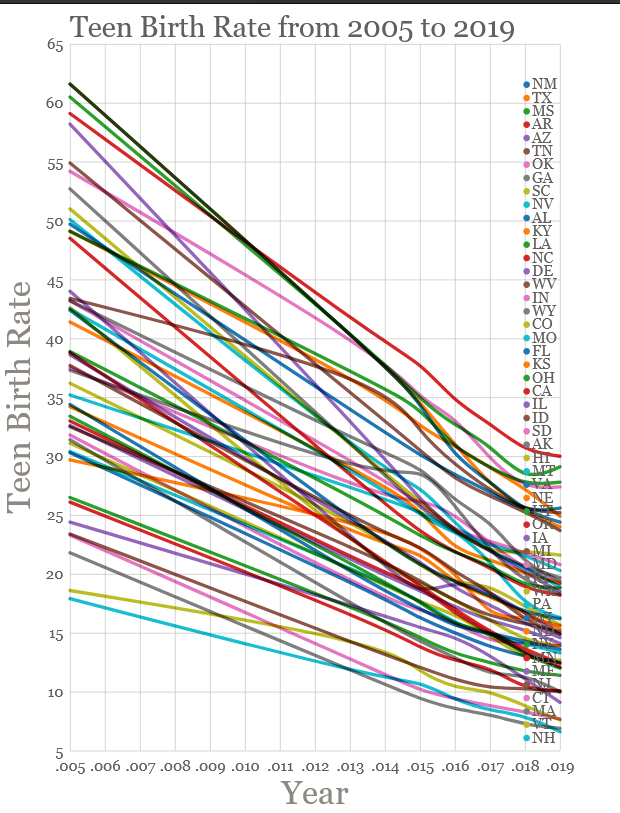 Teen Birth Rate from 2005 to 2019
65
60
55
50
45
40
35
30
25
20
15
10
5
Teen Birth Rate
NM
TX
MS
AR
AZ
TN
OK
GA
SC
NV
AL
KY
LA
NC
DE
WV
IN
WY
CO
MO
FL
KS
OH
CA
IL
ID
SD
AK
HI
MT
VA
NE
OR
IA
MI
MD
PA
MN
ME
NJ
CT
MA
VT
NH
.005 .006 .007 .008 .009 .010 .011 .012 .013 .014 .015 .016 .017 .018 .019
Year